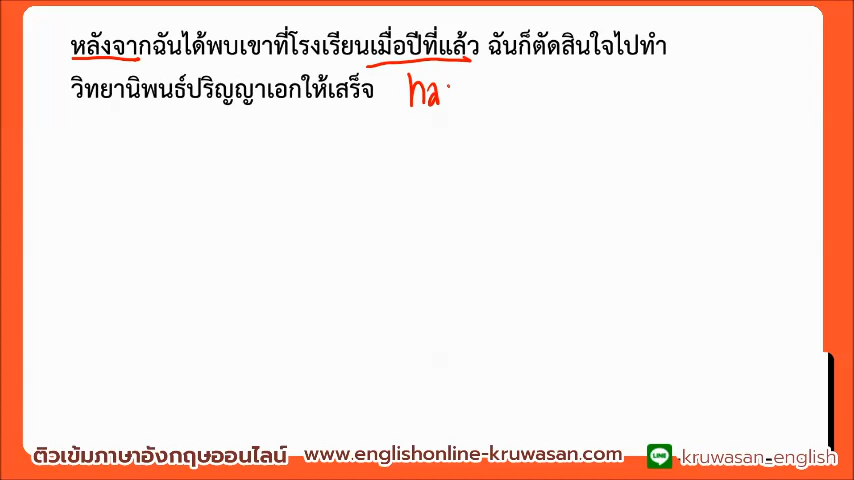 หลังจากฉันได้พบเขาที่โรงเรียนเมื่อปีที่แล้ว ฉันก็ตัดสินใจไปทำ
วิทยานิพนธ์ปริญญาเอกให้เสร็จ ha
ติวเข้มภาษาอังกฤษออนไลน์ www.englishonline-kruwasan.com LINE kruwasan_english